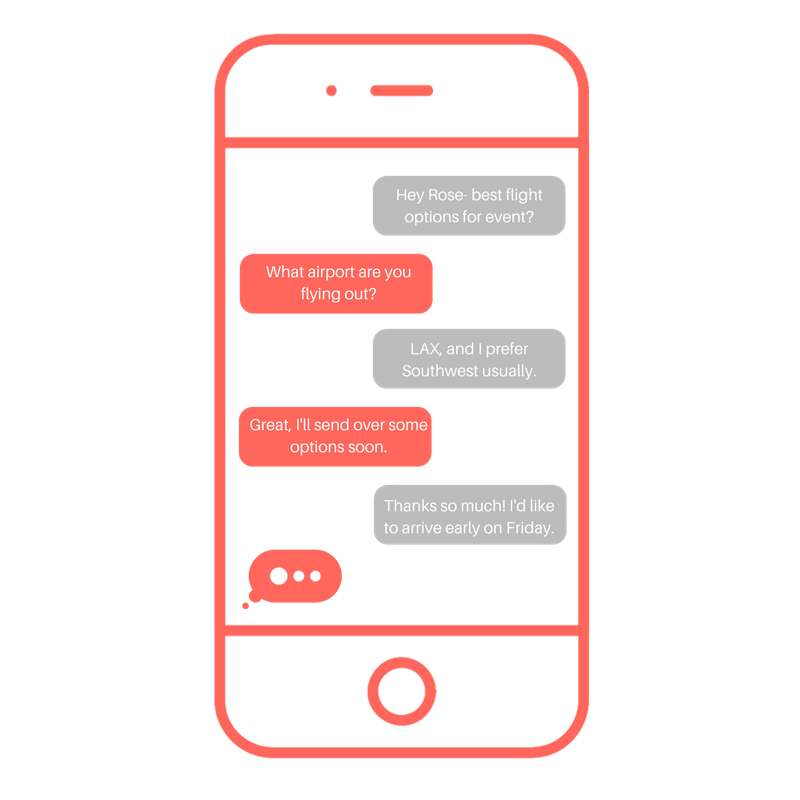 Hey Rose- best flight
options for event?
What airport are you
flying out?
LAX, and I prefer
Southwest usually.
Great, I'll send over some
options soon.
Thanks so much! I'd like
to arrive early on Friday.